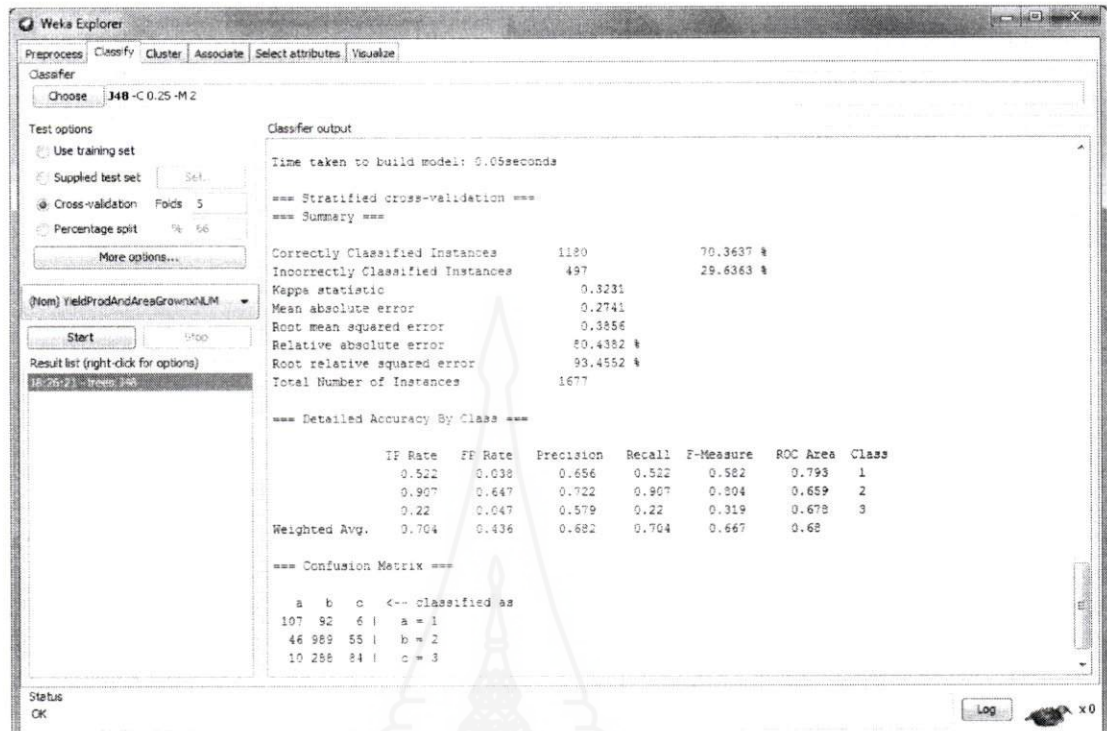 Weka Explorer
Preprocess Classify Cluster Associate Select attributes Visualize
Classifier
Choose J48 -C 0.25 -M 2
Test options
Use training set
Supplied test set Set...
Cross-validation Folds 5
Percentage split % 66
More options...
(Nom) YieldProdAndAreaGrownxNUM
Start Stop
Result list (right-click for options)
18:26:21 - trees.J48
Classifier output
Time taken to build model: 0.05seconds
=== Stratified cross-validation ===
=== Summary ===
Correctly Classified Instances 1180 70.3637 %
Incorrectly Classified Instances 497 29.6363 %
Kappa statistic 0.3231
Mean absolute error 0.2741
Root mean squared error 0.3856
Relative absolute error 80.4382 %
Root relative squared error 93.4552 %
Total Number of Instances 1677
=== Detailed Accuracy By Class ===
TP Rate FP Rate Precision Recall F-Measure ROC Area Class
0.522 0.038 0.656 0.522 0.582 0.793 1
0.907 0.647 0.722 0.907 0.804 0.659 2
0.22 0.047 0.579 0.22 0.319 0.678 3
Weighted Avg. 0.704 0.436 0.682 0.704 0.667 0.68
=== Confusion Matrix ===
a b c <-- classified as
107 92 6 | a = 1
46 989 55 | b = 2
10 288 84 | c = 3
Status
OK
Log
x 0